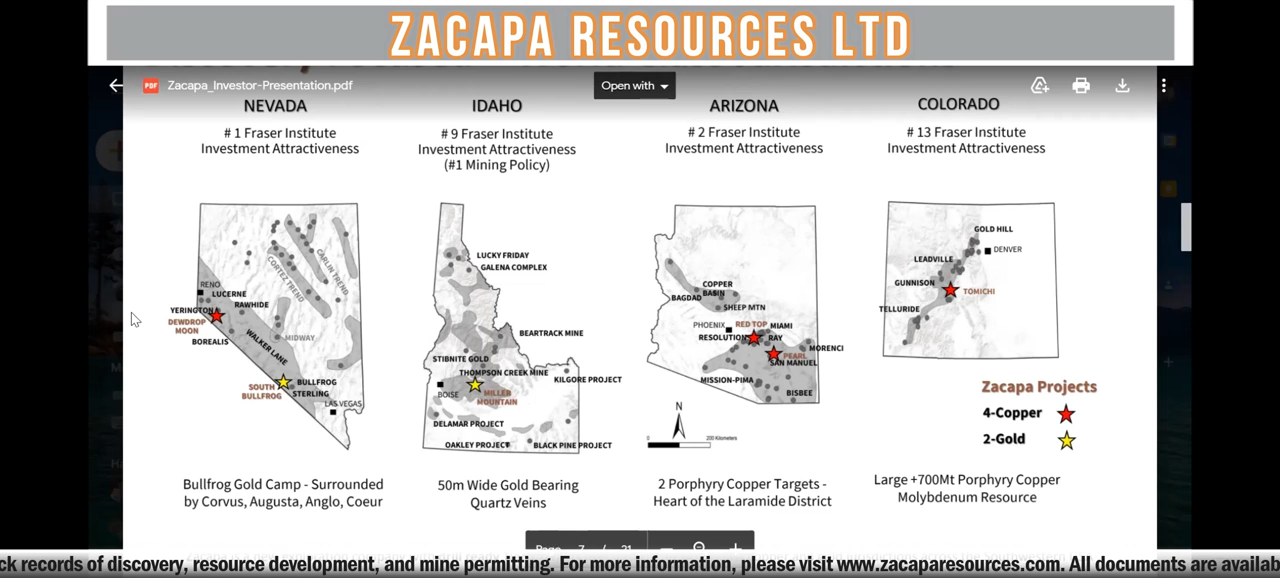 ZACAPA RESOURCES LTD
Zacapa_Investor-Presentation.pdf
Open with
NEVADA
# 1 Fraser Institute
Investment Attractiveness
RENO
LUCERNE
RAWHIDE
YERINGTON
DEWDROP
MOON
BOREALIS
WALKER LANE
CORTEZ TREND
CARLIN TREND
MIDWAY
SOUTH
BULLFROG
BULLFROG
STERLING
LAS VEGAS
Bullfrog Gold Camp - Surrounded
by Corvus, Augusta, Anglo, Coeur
IDAHO
# 9 Fraser Institute
Investment Attractiveness
(#1 Mining Policy)
LUCKY FRIDAY
GALENA COMPLEX
BEARTRACK MINE
STIBNITE GOLD
THOMPSON CREEK MINE
KILGORE PROJECT
BOISE
MILLER
MOUNTAIN
DELAMAR PROJECT
OAKLEY PROJECT
BLACK PINE PROJECT
50m Wide Gold Bearing
Quartz Veins
ARIZONA
# 2 Fraser Institute
Investment Attractiveness
COPPER
BASIN
BAGDAD
SHEEP MTN
PHOENIX
RED TOP
MIAMI
RESOLUTION
RAY
MORENCI
PEARL
SAN MANUEL
MISSION-PIMA
BISBEE
N
0
200 Kilometers
2 Porphyry Copper Targets -
Heart of the Laramide District
COLORADO
# 13 Fraser Institute
Investment Attractiveness
GOLD HILL
DENVER
LEADVILLE
GUNNISON
TOMICHI
TELLURIDE
Zacapa Projects
4-Copper
2-Gold
Large +700Mt Porphyry Copper
Molybdenum Resource
Page 7 / 21
ck records of discovery, resource development, and mine permitting. For more information, please visit www.zacaparesources.com. All documents are availab